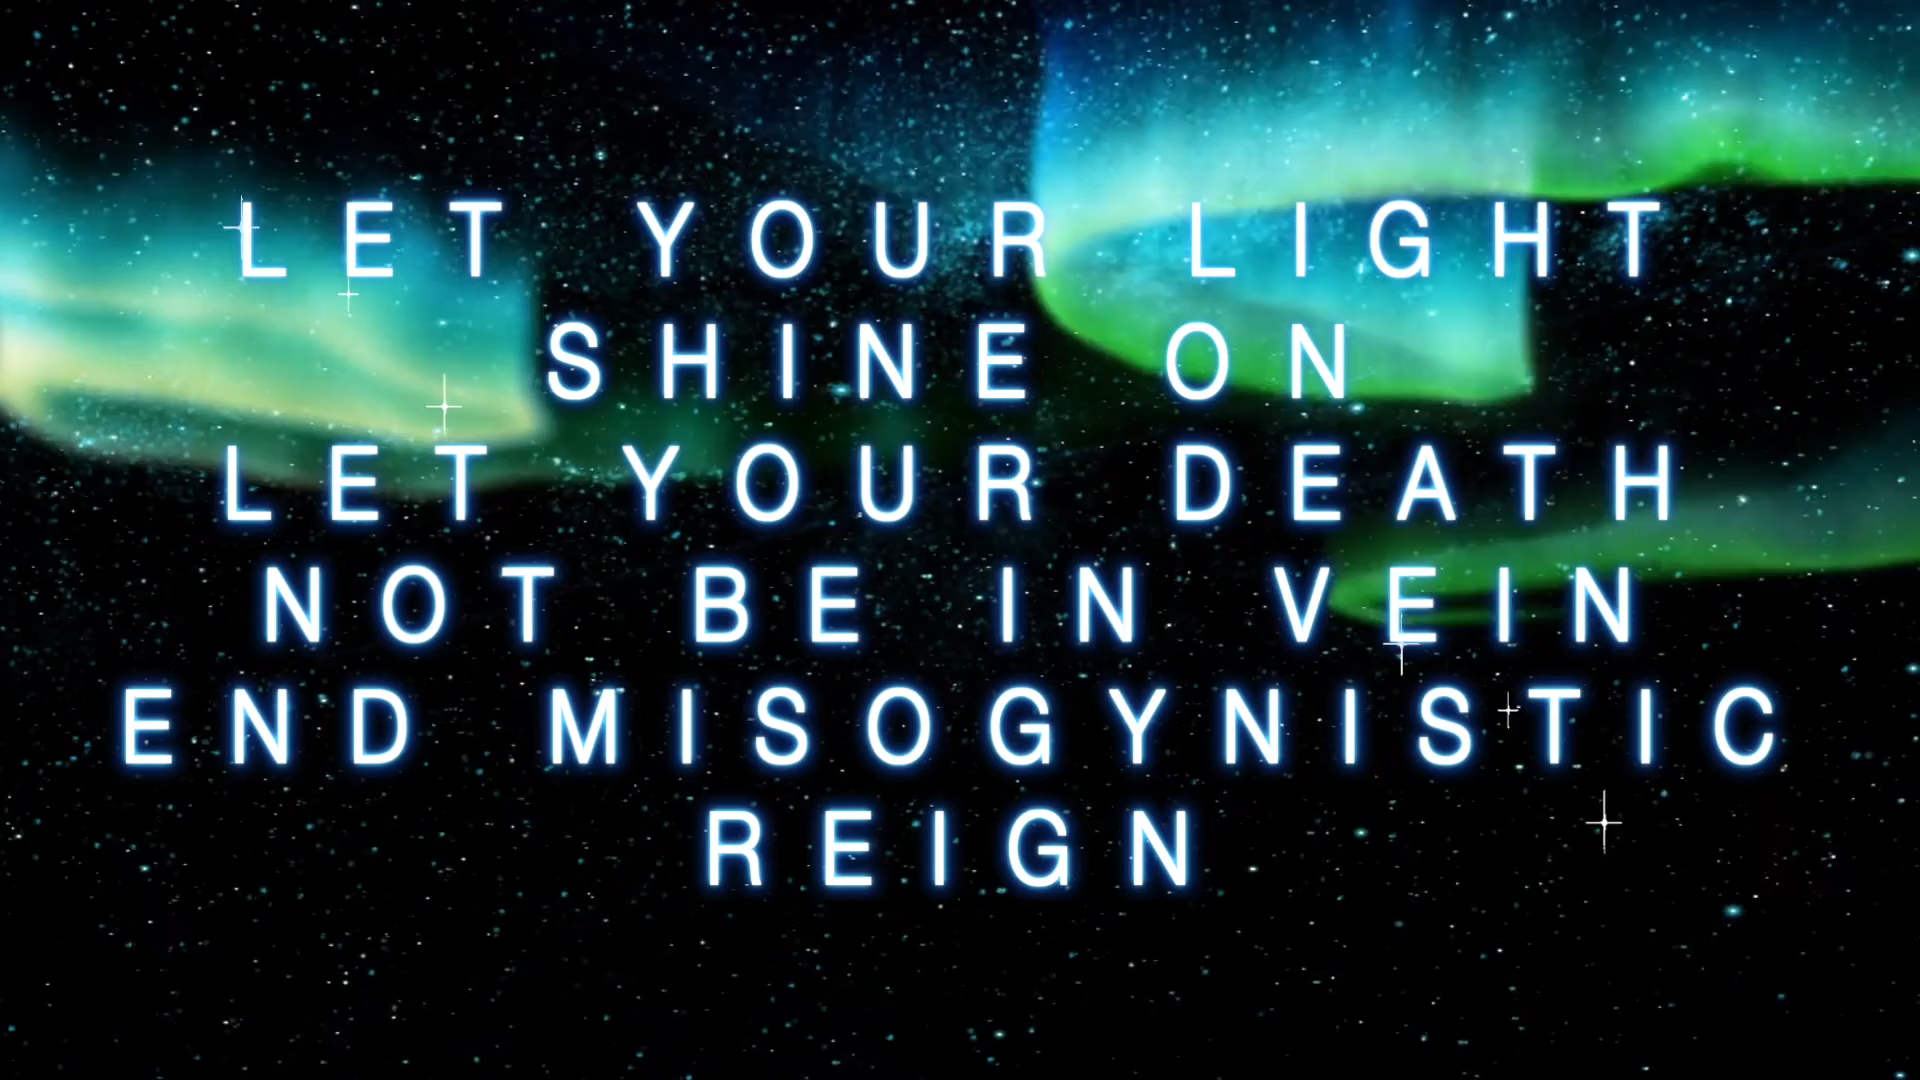 LET YOUR LIGHT
SHINE ON
LET YOUR DEATH
NOT BE IN VEIN
END MISOGYNISTIC
REIGN